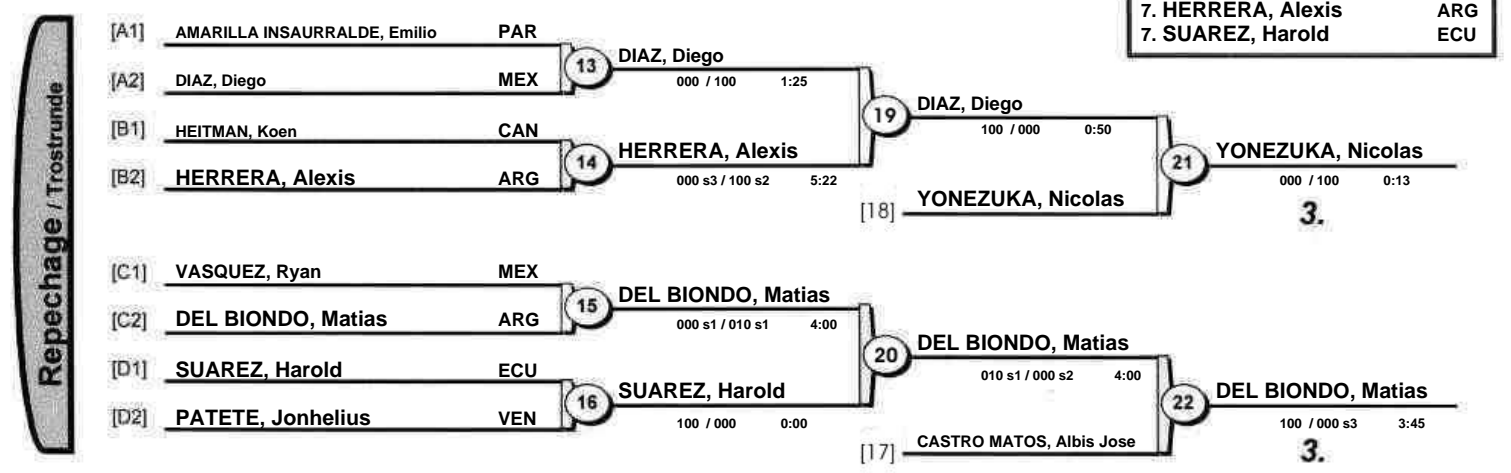 7. HERRERA, Alexis ARG
7. SUAREZ, Harold ECU
Repechage / Trostrunde
[A1] AMARILLA INSAURRALDE, Emilio PAR
[A2] DIAZ, Diego MEX
13 DIAZ, Diego
000 / 100 1:25
[B1] HEITMAN, Koen CAN
[B2] HERRERA, Alexis ARG
14 HERRERA, Alexis
000 s3 / 100 s2 5:22
19 DIAZ, Diego
100 / 000 0:50
[18] YONEZUKA, Nicolas
21 YONEZUKA, Nicolas
000 / 100 0:13
3.
[C1] VASQUEZ, Ryan MEX
[C2] DEL BIONDO, Matias ARG
15 DEL BIONDO, Matias
000 s1 / 010 s1 4:00
[D1] SUAREZ, Harold ECU
[D2] PATETE, Jonhelius VEN
16 SUAREZ, Harold
100 / 000 0:00
20 DEL BIONDO, Matias
010 s1 / 000 s2 4:00
[17] CASTRO MATOS, Albis Jose
22 DEL BIONDO, Matias
100 / 000 s3 3:45
3.